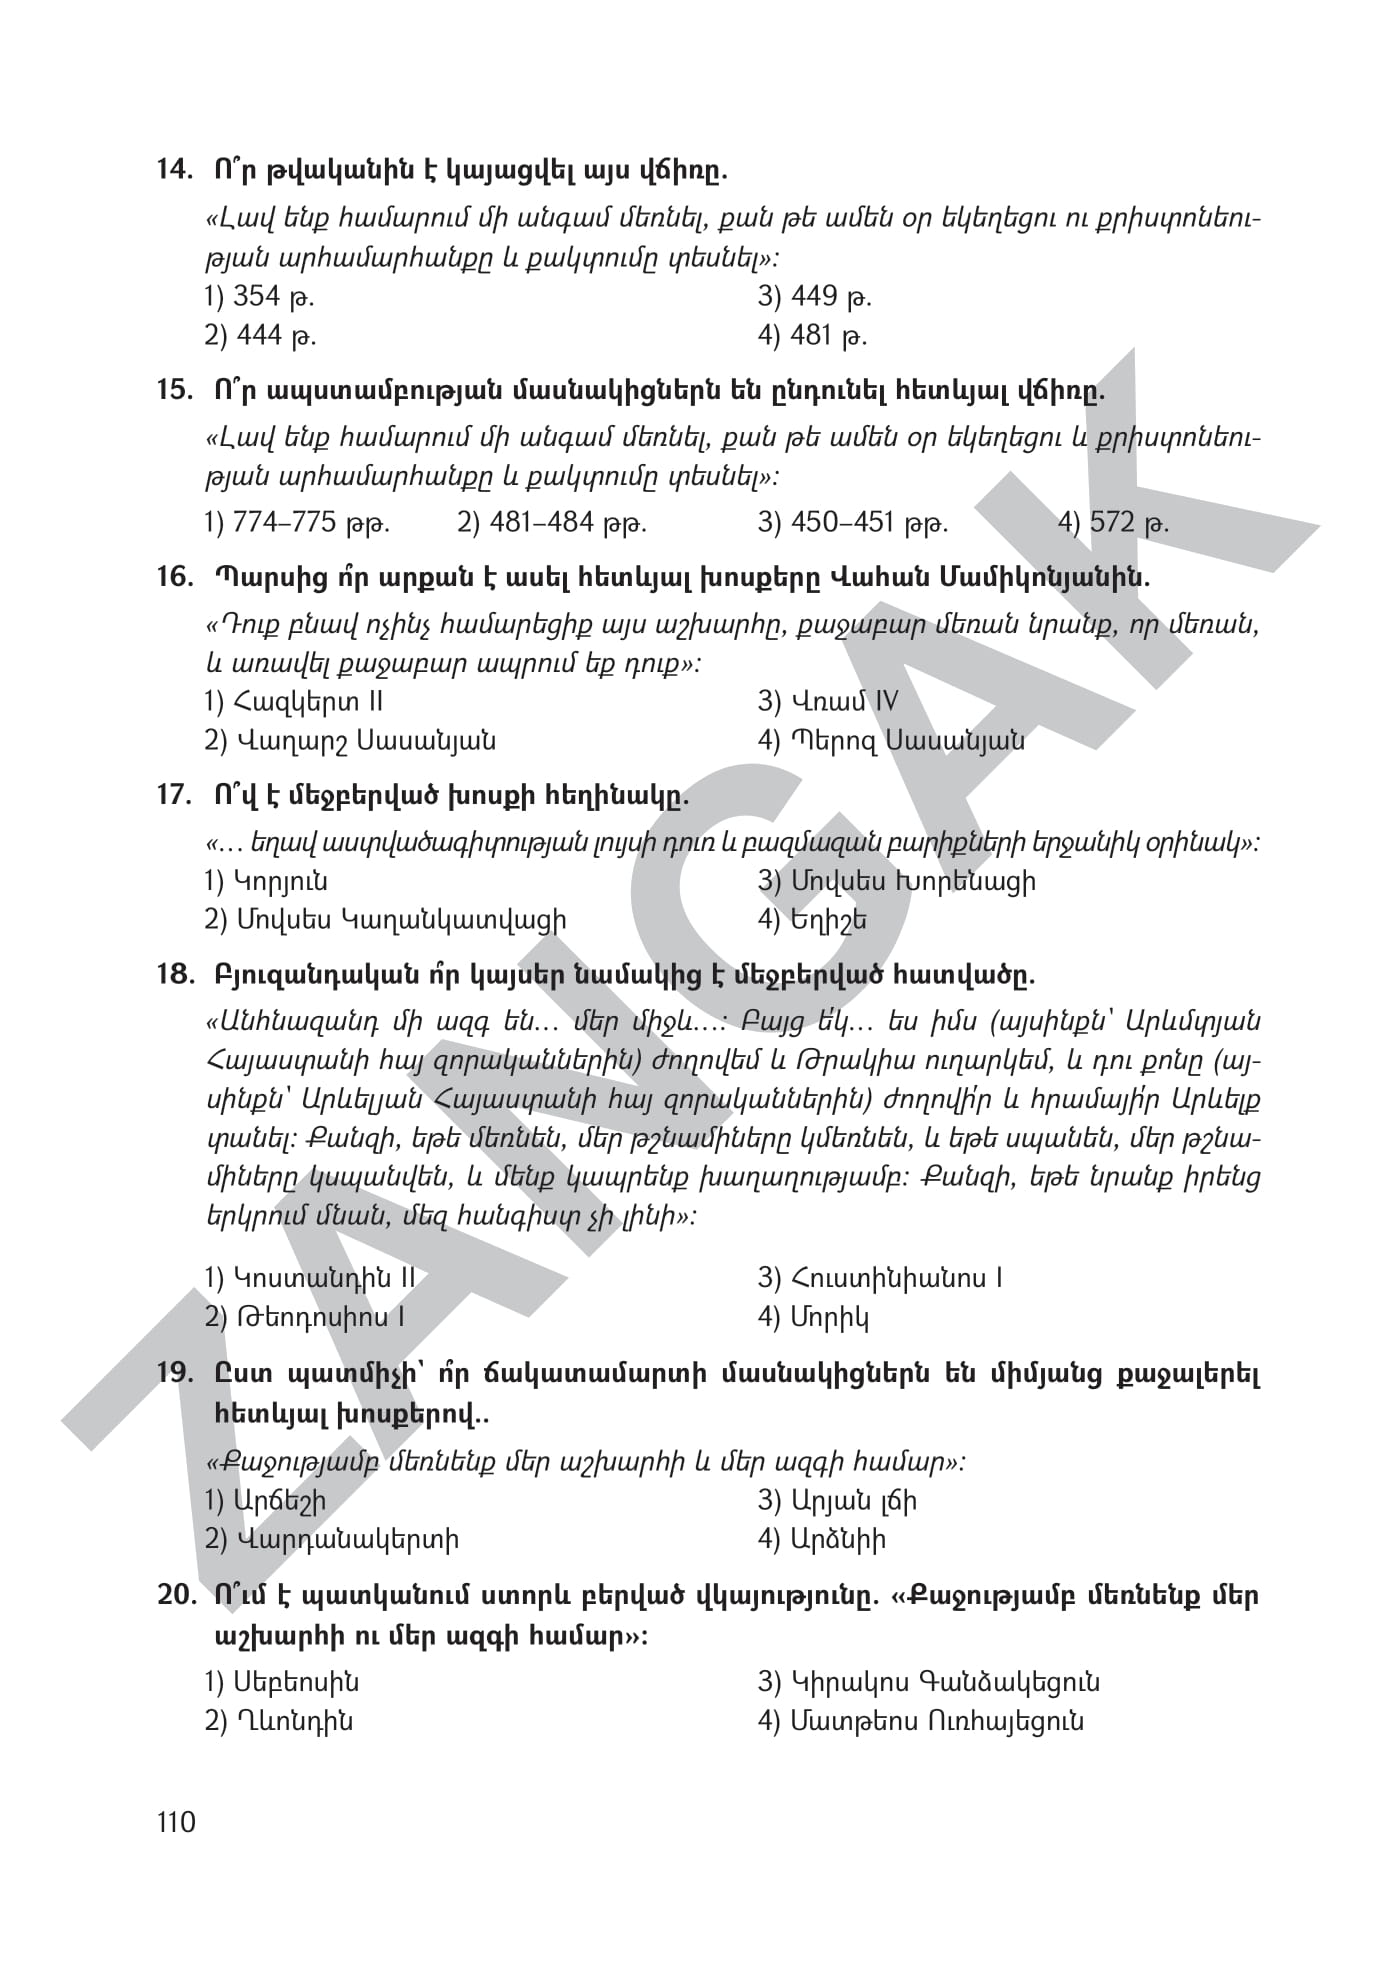 14. Ո՞ր թվականին է կայացվել այս վճիռը.
«Լավ ենք համարում մի անգամ մեռնել, քան թե ամեն օր եկեղեցու ու քրիստոնեու-
թյան արհամարհանքը և քակտումը տեսնել»:
1) 354 թ. 3) 449 թ.
2) 444 թ. 4) 481 թ.
15. Ո՞ր ապստամբության մասնակիցներն են ընդունել հետևյալ վճիռը.
«Լավ ենք համարում մի անգամ մեռնել, քան թե ամեն օր եկեղեցու և քրիստոնեու-
թյան արհամարհանքը և քակտումը տեսնել»:
1) 774–775 թթ. 2) 481–484 թթ. 3) 450–451 թթ. 4) 572 թ.
16. Պարսից ո՞ր արքան է ասել հետևյալ խոսքերը Վահան Մամիկոնյանին.
«Դուք բնավ ոչինչ համարեցիք այս աշխարհը, քաջաբար մեռան նրանք, որ մեռան,
և առավել քաջաբար ապրում եք դուք»:
1) Հազկերտ II 3) Վռամ IV
2) Վաղարշ Սասանյան 4) Պերոզ Սասանյան
17. Ո՞վ է մեջբերված խոսքի հեղինակը.
«... եղավ աստվածագիտության լույսի դուռ և բազմազան բարիքների երջանիկ օրինակ»:
1) Կորյուն 3) Մովսես Խորենացի
2) Մովսես Կաղանկատվացի 4) Եղիշե
18. Բյուզանդական ո՞ր կայսեր նամակից է մեջբերված հատվածը.
«Անհնազանդ մի ազգ են... մեր միջև...: Բայց ե՛կ... ես իմս (այսինքն՝ Արևմտյան
Հայաստանի հայ զորականներին) ժողովեմ և Թրակիա ուղարկեմ, և դու քոնը (այ-
սինքն՝ Արևելյան Հայաստանի հայ զորականներին) ժողովի՛ր և հրամայի՛ր Արևելք
տանել: Քանզի, եթե մեռնեն, մեր թշնամիները կմեռնեն, և եթե սպանեն, մեր թշնա-
միները կսպանվեն, և մենք կապրենք խաղաղությամբ: Քանզի, եթե նրանք իրենց
երկրում մնան, մեզ հանգիստ չի լինի»:
1) Կոստանդին II 3) Հուստինիանոս I
2) Թեոդոսիոս I 4) Մորիկ
19. Ըստ պատմիչի՝ ո՞ր ճակատամարտի մասնակիցներն են միմյանց քաջալերել
հետևյալ խոսքերով..
«Քաջությամբ մեռնենք մեր աշխարհի և մեր ազգի համար»:
1) Արճեշի 3) Արյան լճի
2) Վարդանակերտի 4) Արձնիի
20. Ո՞ւմ է պատկանում ստորև բերված վկայությունը. «Քաջությամբ մեռնենք մեր
աշխարհի ու մեր ազգի համար»:
1) Սեբեոսին 3) Կիրակոս Գանձակեցուն
2) Ղևոնդին 4) Մատթեոս Ուռհայեցուն
110
ZANGAK